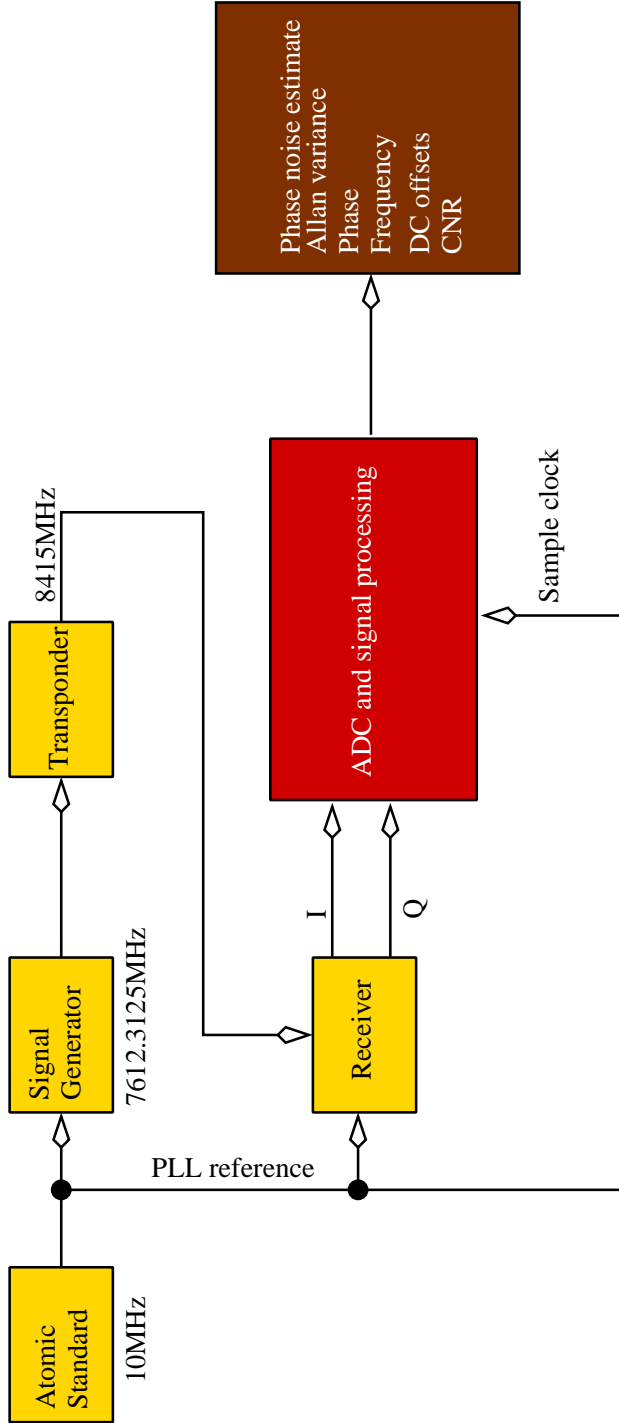 Atomic
Standard
10MHz
Signal
Generator
7612.3125MHz
Transponder
8415MHz
PLL reference
Receiver
I
Q
ADC and signal processing
Sample clock
Phase noise estimate
Allan variance
Phase
Frequency
DC offsets
CNR